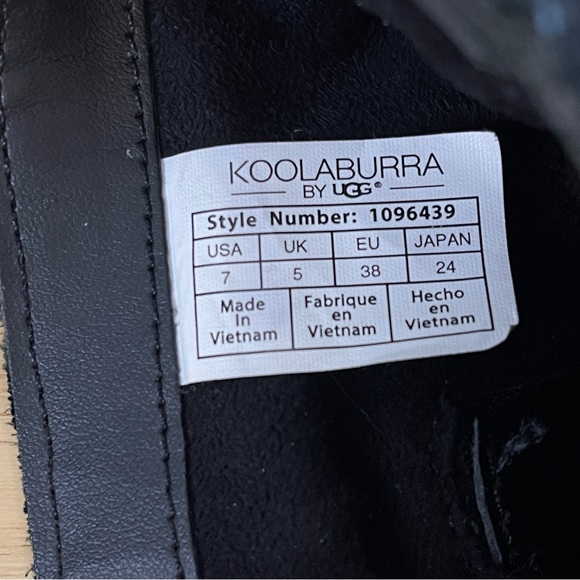 KOOLABURRA
BY UGG®
Style Number: 1096439
USA UK EU JAPAN
7 5 38 24
Made Fabrique Hecho
In en en
Vietnam Vietnam Vietnam